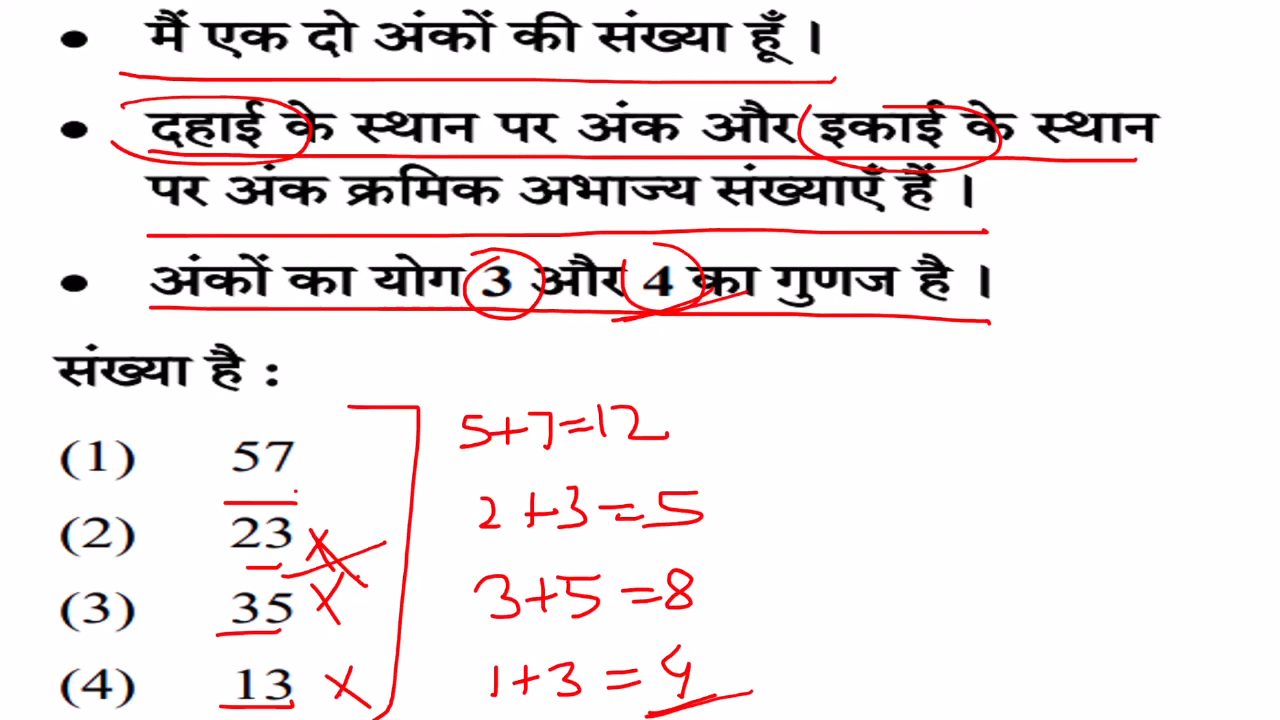 • मैं एक दो अंकों की संख्या हूँ ।
• दहाई के स्थान पर अंक और इकाई के स्थान
पर अंक क्रमिक अभाज्य संख्याएँ हैं ।
• अंकों का योग 3 और 4 का गुणज है ।
संख्या है :
(1) 57 5+7=12
(2) 23 2+3=5
(3) 35 3+5=8
(4) 13 1+3=4